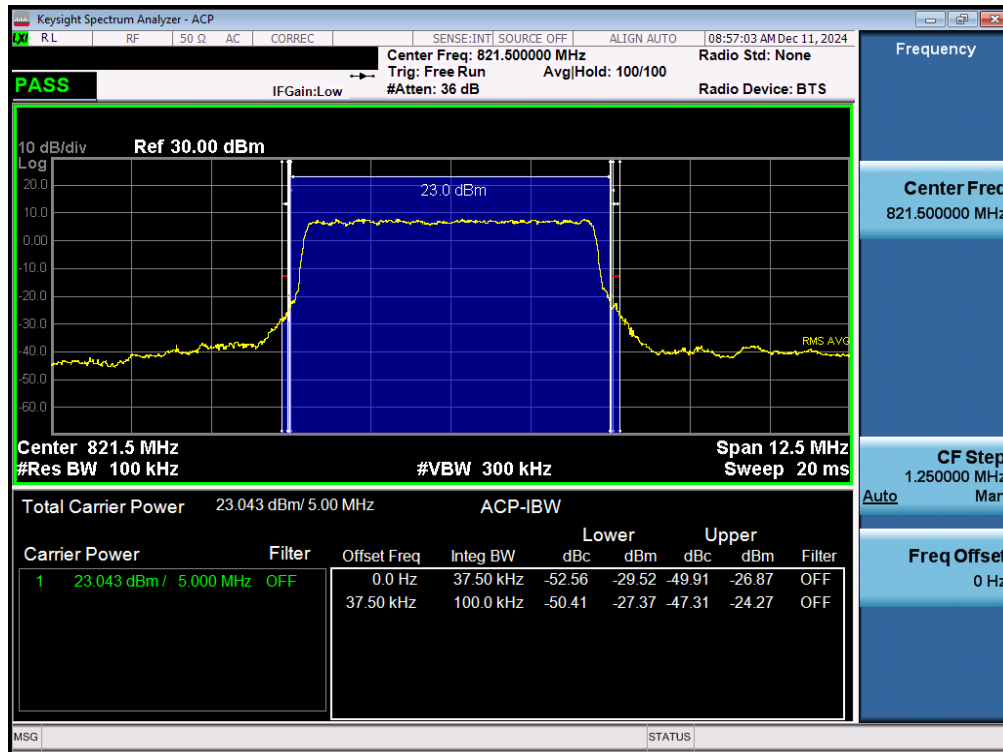 Keysight Spectrum Analyzer - ACP
LXI RL RF 50 Ω AC CORREC SENSE:INT SOURCE OFF ALIGN AUTO 08:57:03 AM Dec 11, 2024
Center Freq: 821.500000 MHz Radio Std: None
Trig: Free Run Avg|Hold: 100/100
PASS IFGain:Low #Atten: 36 dB Radio Device: BTS
10 dB/div Ref 30.00 dBm
Log
20.0
23.0 dBm
10.0
0.00
-10.0
-20.0
-30.0
RMS AVG
-40.0
-50.0
-60.0
Center 821.5 MHz Span 12.5 MHz
#Res BW 100 kHz #VBW 300 kHz Sweep 20 ms
Total Carrier Power 23.043 dBm/ 5.00 MHz ACP-IBW
Lower Upper
Carrier Power Filter Offset Freq Integ BW dBc dBm dBc dBm Filter
1 23.043 dBm / 5.000 MHz OFF 0.0 Hz 37.50 kHz -52.56 -29.52 -49.91 -26.87 OFF
37.50 kHz 100.0 kHz -50.41 -27.37 -47.31 -24.27 OFF
MSG STATUS
Frequency
Center Freq
821.500000 MHz
CF Step
1.250000 MHz
Auto Man
Freq Offset
0 Hz